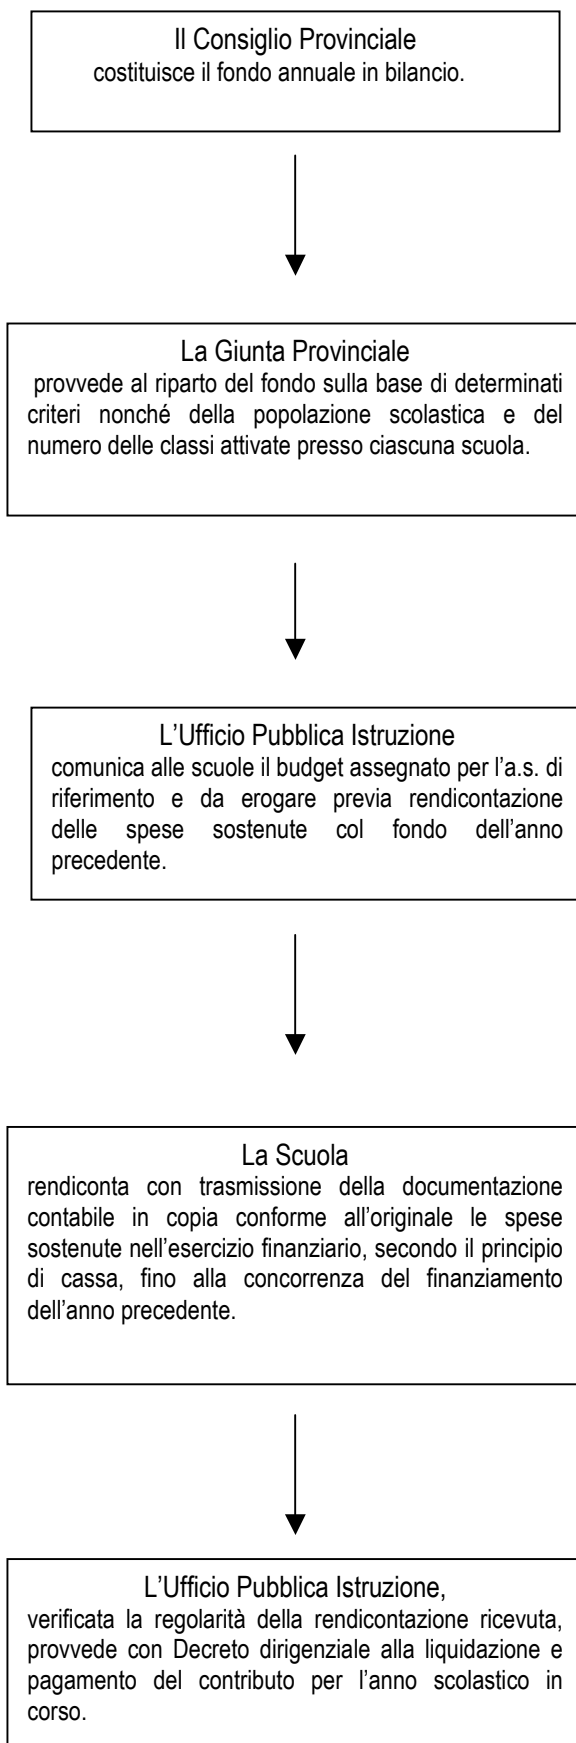 Il Consiglio Provinciale
costituisce il fondo annuale in bilancio.
La Giunta Provinciale
provvede al riparto del fondo sulla base di determinati
criteri nonché della popolazione scolastica e del
numero delle classi attivate presso ciascuna scuola.
L’Ufficio Pubblica Istruzione
comunica alle scuole il budget assegnato per l’a.s. di
riferimento e da erogare previa rendicontazione
delle spese sostenute col fondo dell’anno
precedente.
La Scuola
rendiconta con trasmissione della documentazione
contabile in copia conforme all’originale le spese
sostenute nell’esercizio finanziario, secondo il principio
di cassa, fino alla concorrenza del finanziamento
dell’anno precedente.
L’Ufficio Pubblica Istruzione,
verificata la regolarità della rendicontazione ricevuta,
provvede con Decreto dirigenziale alla liquidazione e
pagamento del contributo per l’anno scolastico in
corso.